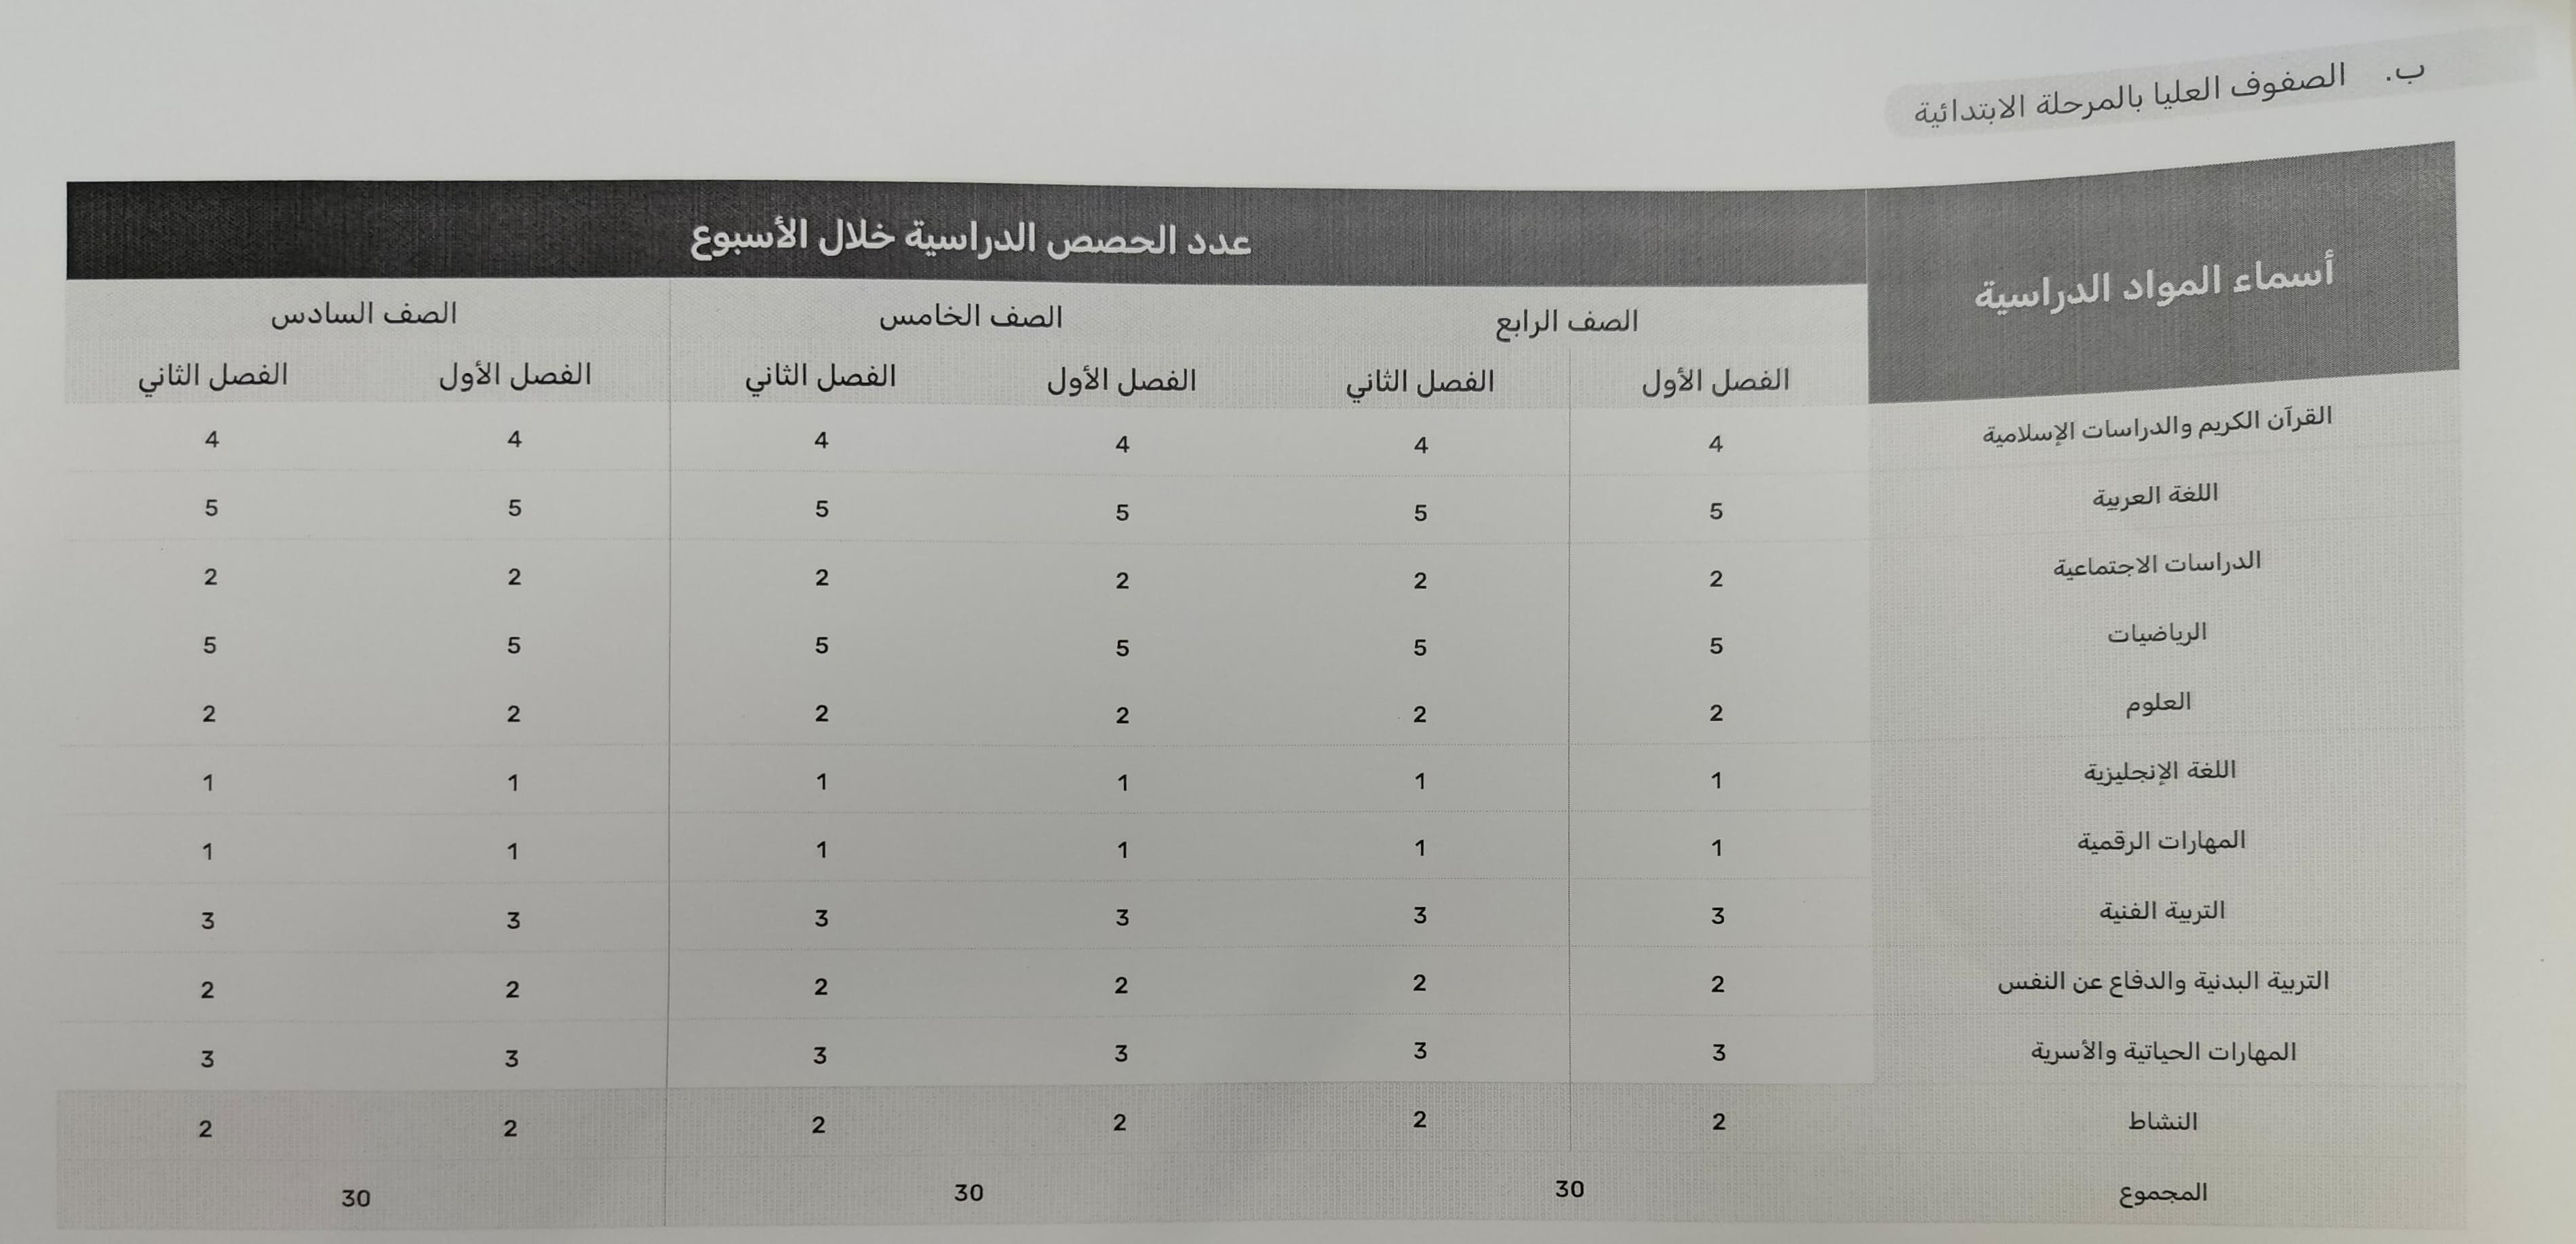 ب. الصفوف العليا بالمرحلة الابتدائية
أسماء المواد الدراسية عدد الحصص الدراسية خلال الأسبوع
الصف الرابع الصف الخامس الصف السادس
الفصل الأول الفصل الثاني الفصل الأول الفصل الثاني الفصل الأول الفصل الثاني
القرآن الكريم والدراسات الإسلامية 4 4 4 4 4 4
اللغة العربية 5 5 5 5 5 5
الدراسات الاجتماعية 2 2 2 2 2 2
الرياضيات 5 5 5 5 5 5
العلوم 2 2 2 2 2 2
اللغة الإنجليزية 1 1 1 1 1 1
المهارات الرقمية 1 1 1 1 1 1
التربية الفنية 3 3 3 3 3 3
التربية البدنية والدفاع عن النفس 2 2 2 2 2 2
المهارات الحياتية والأسرية 3 3 3 3 3 3
النشاط 2 2 2 2 2 2
المجموع 30 30 30